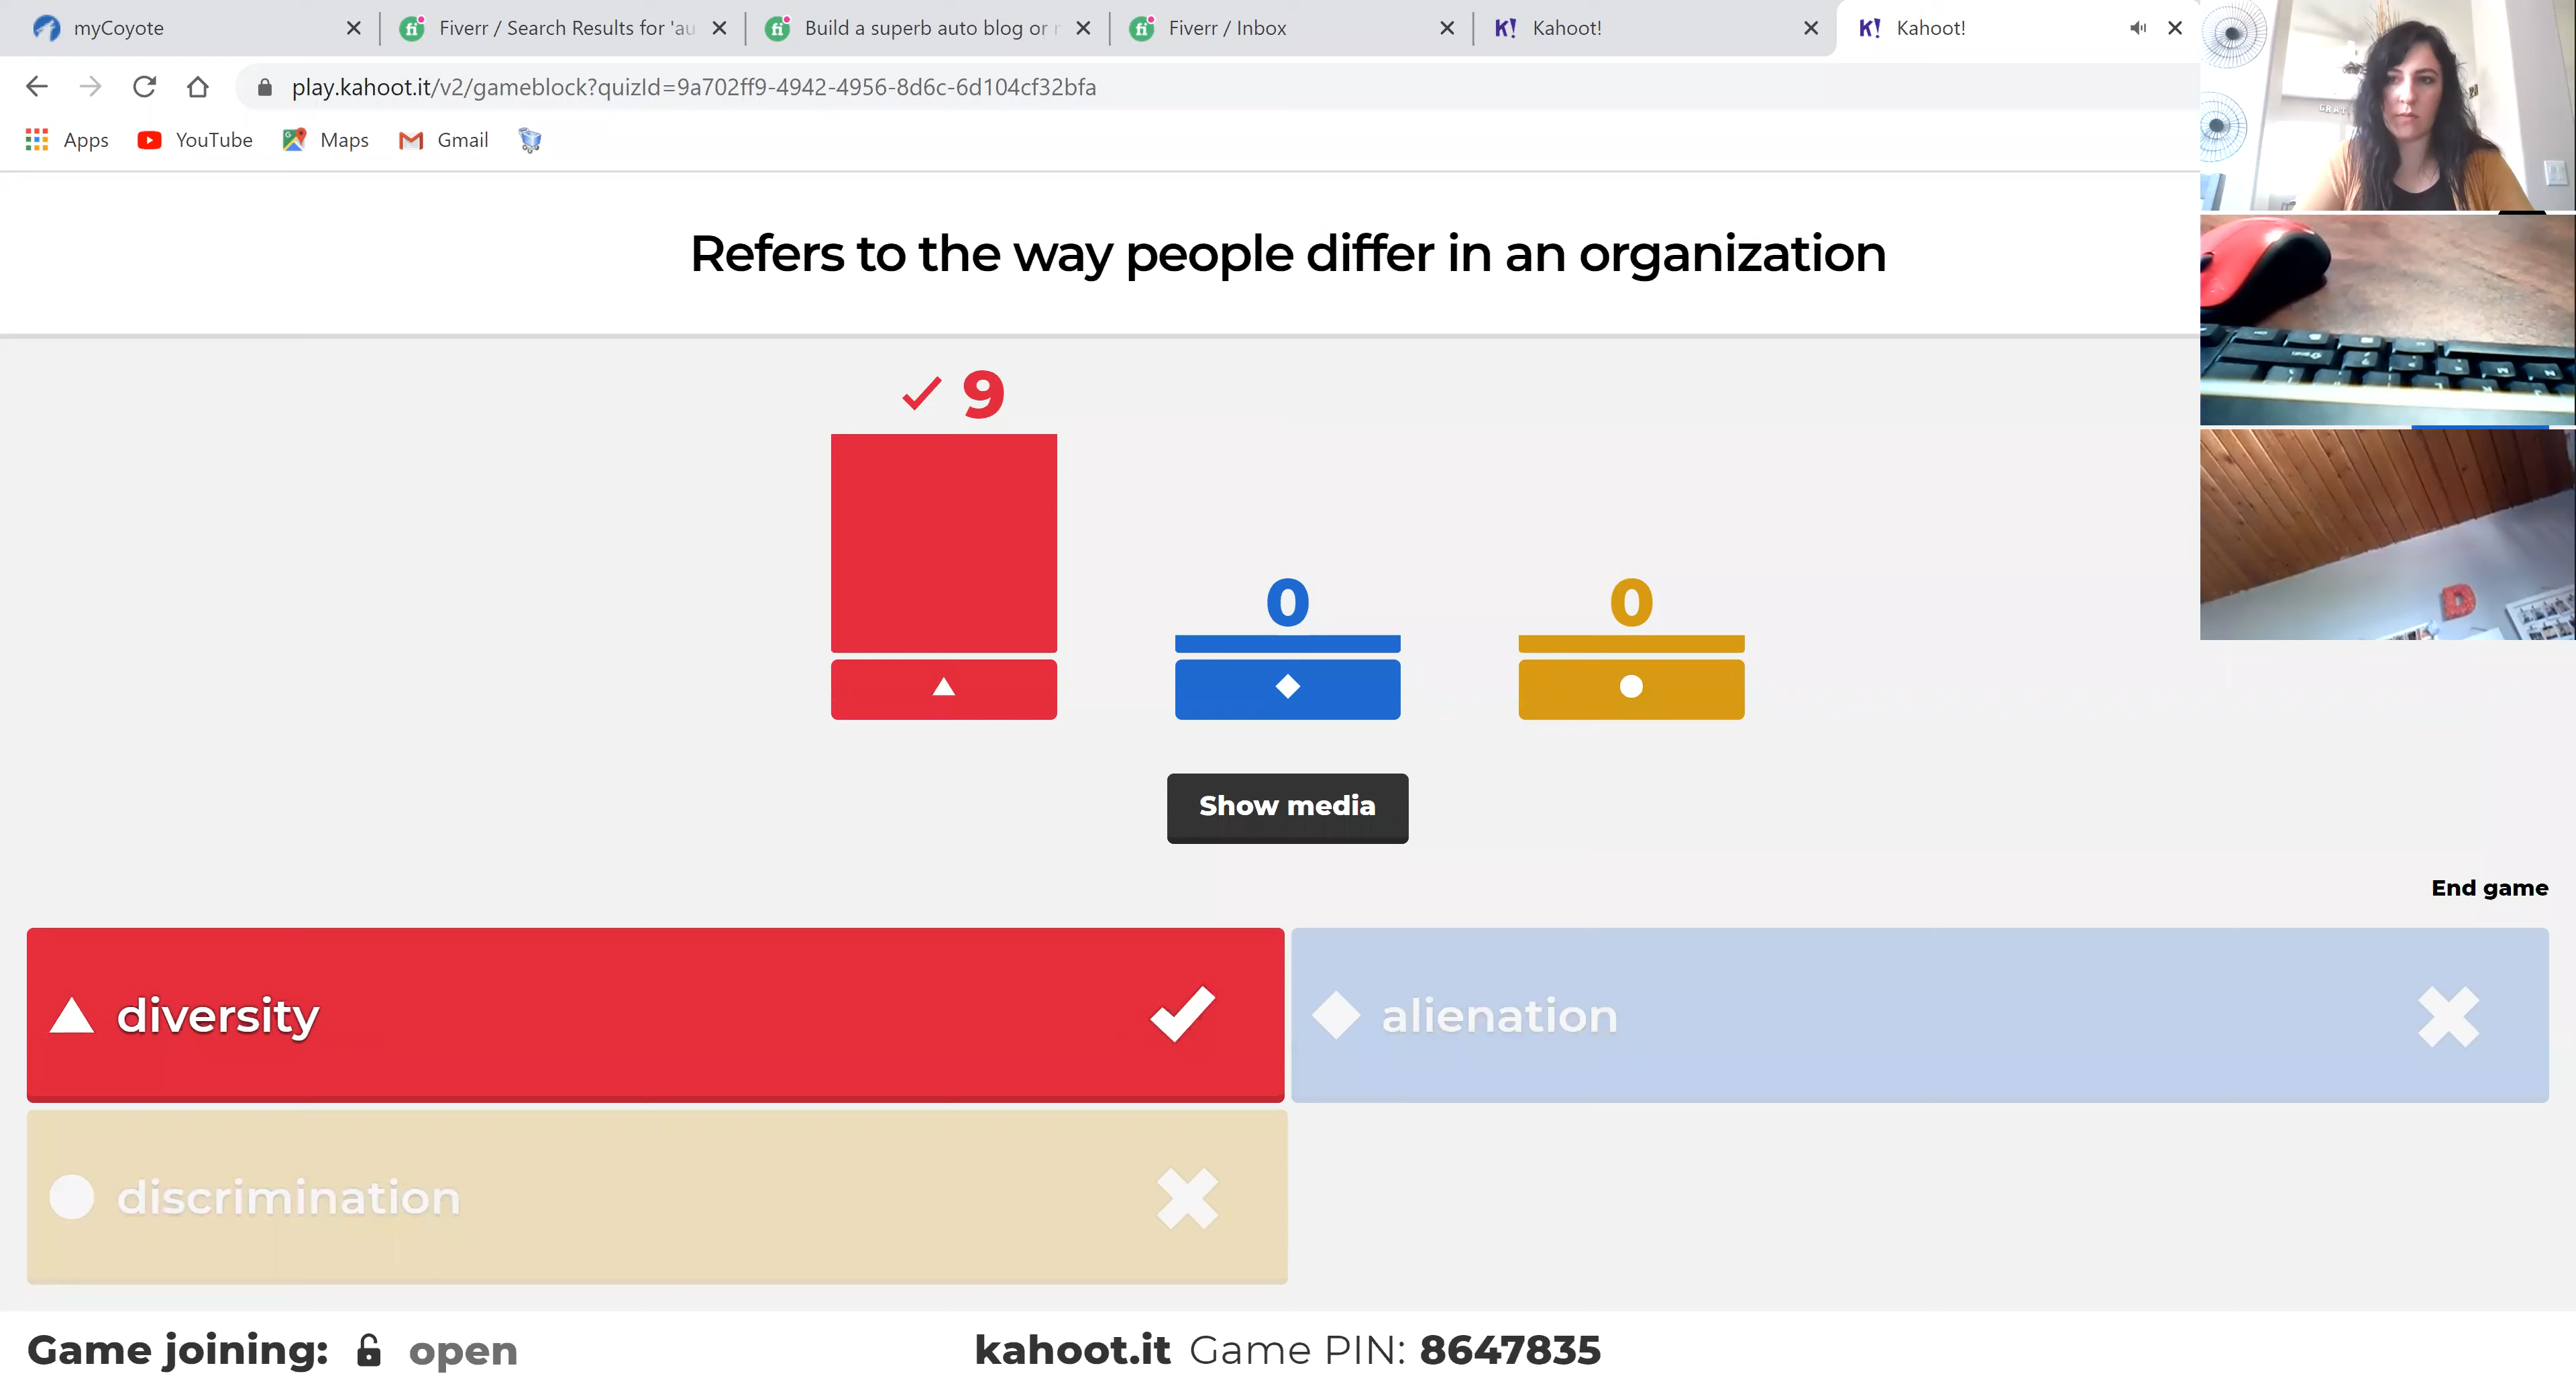 myCoyote
Fiverr / Search Results for 'au
Build a superb auto blog or
Fiverr / Inbox
K! Kahoot!
K! Kahoot!
play.kahoot.it/v2/gameblock?quizId=9a702ff9-4942-4956-8d6c-6d104cf32bfa
Apps
YouTube
Maps
Gmail
Refers to the way people differ in an organization
9
0
0
Show media
End game
diversity
alienation
discrimination
Game joining: open
kahoot.it Game PIN: 8647835
D